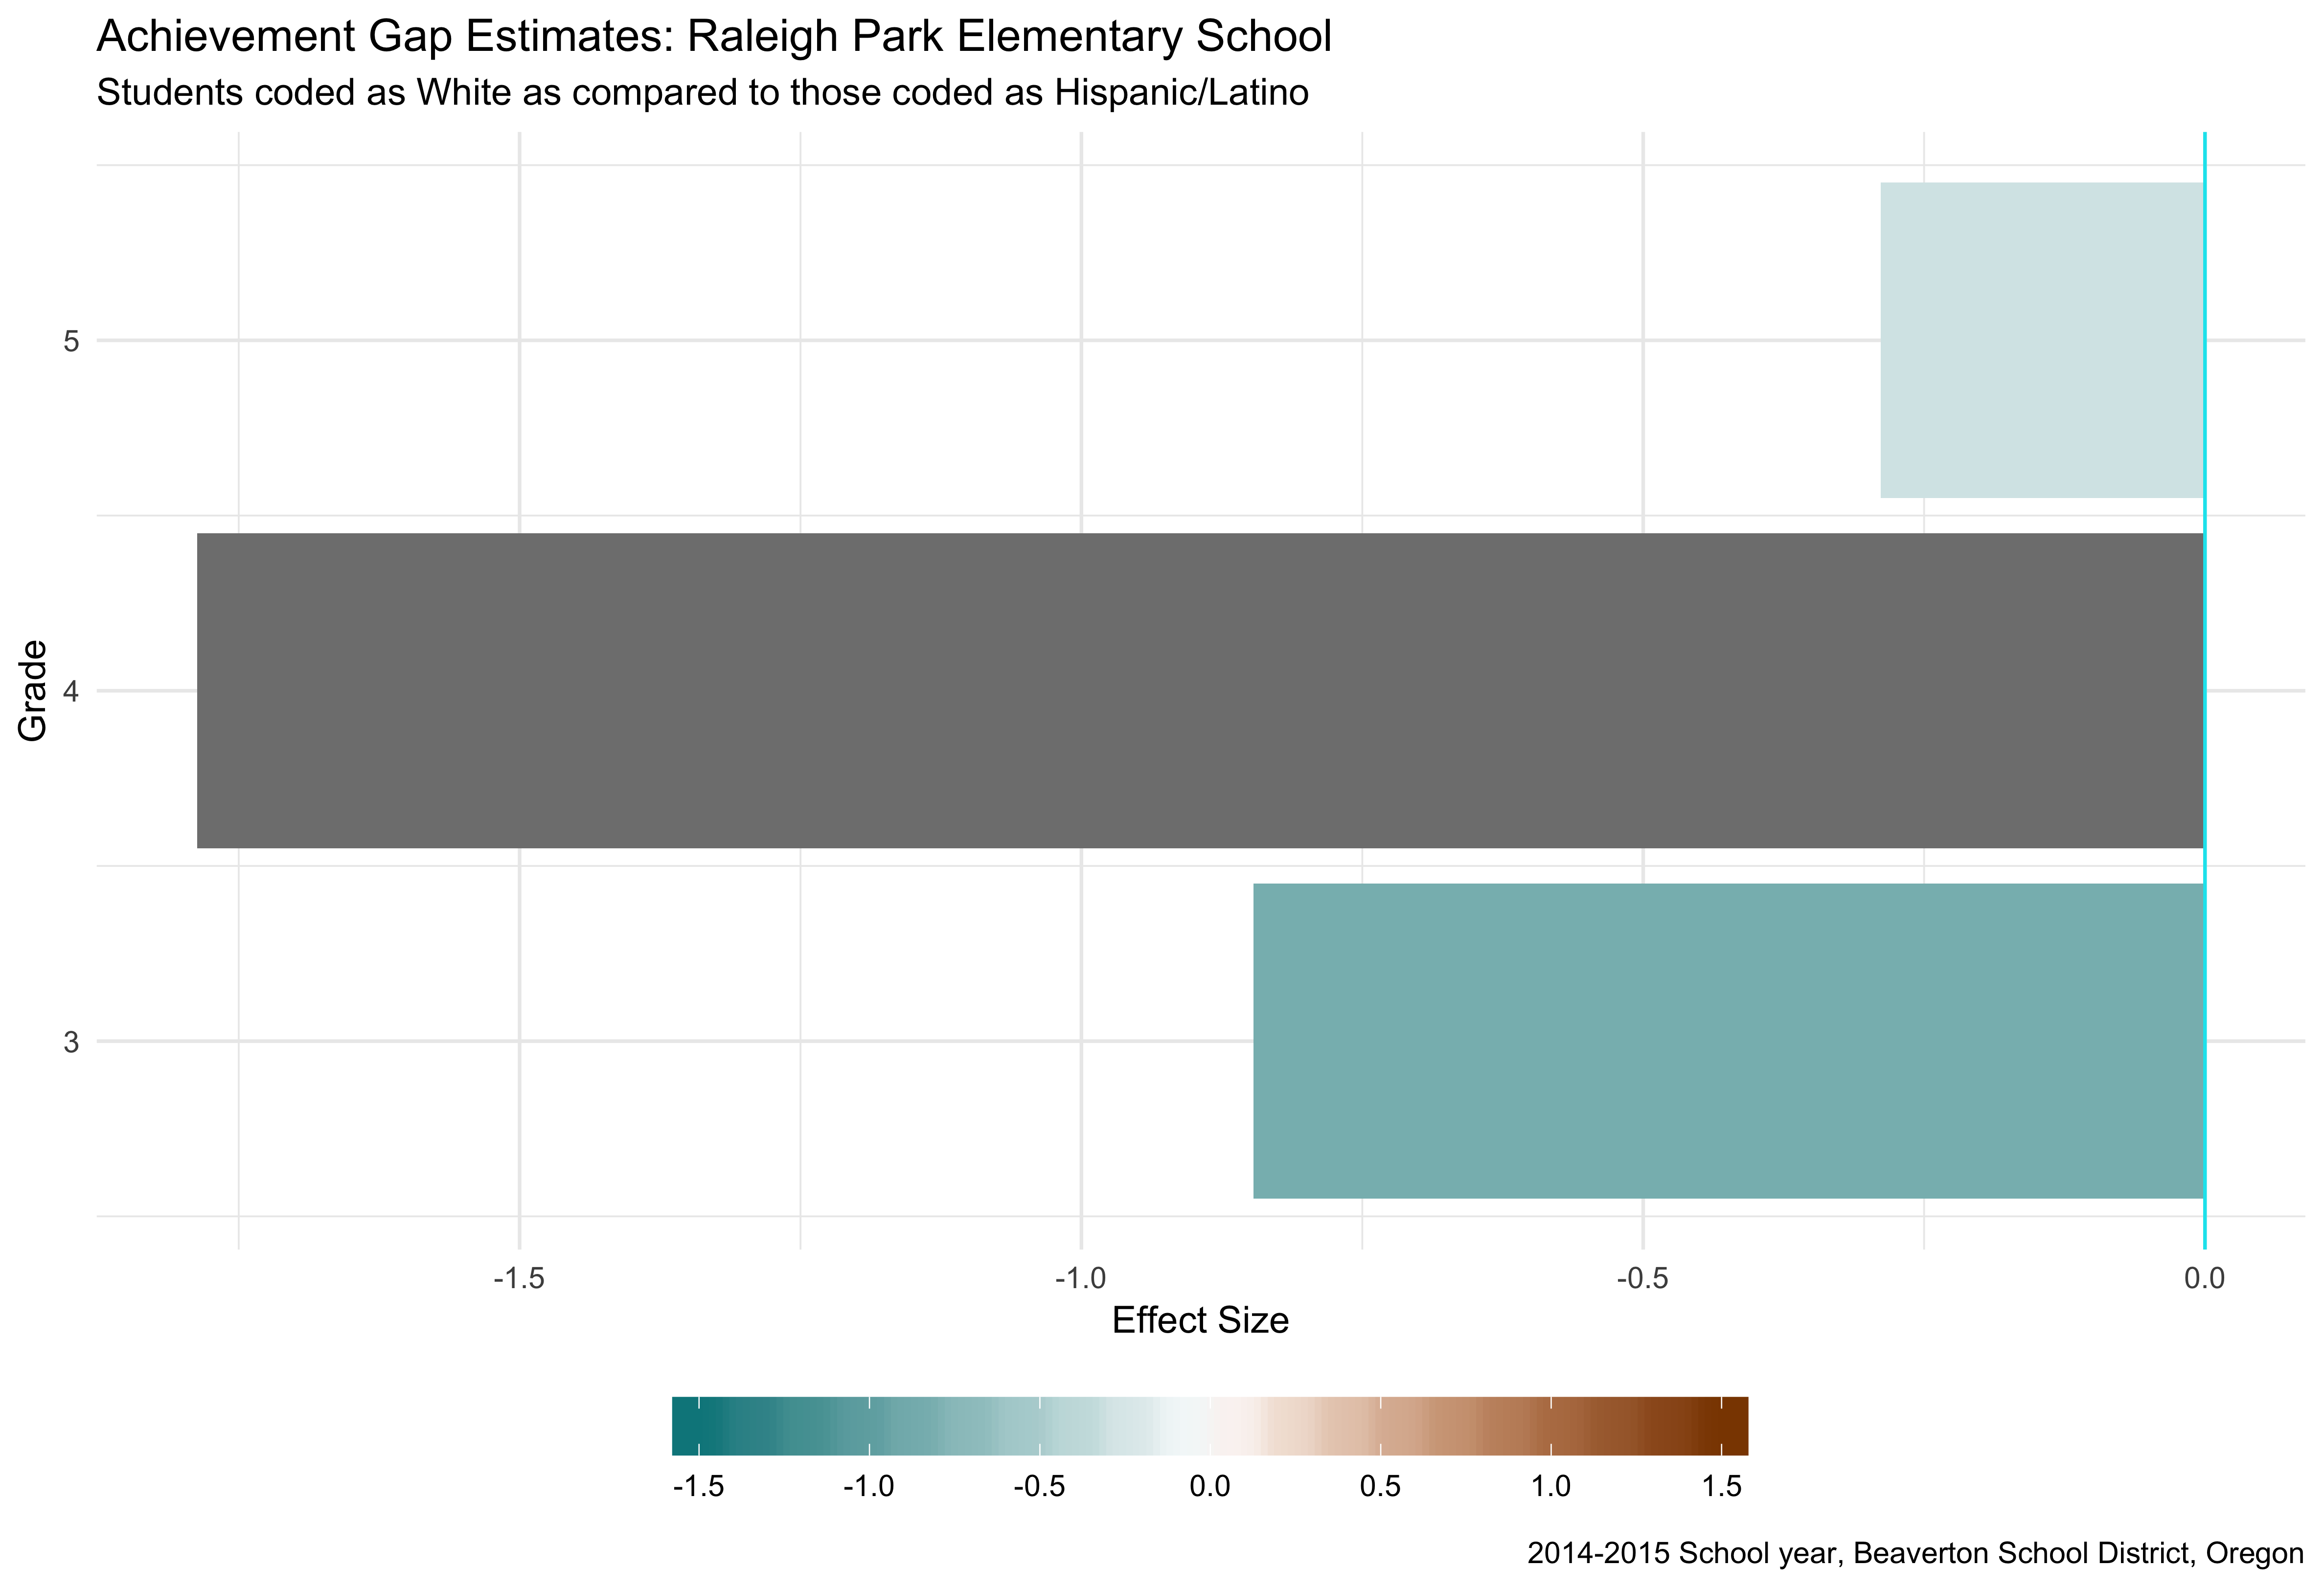 Achievement Gap Estimates: Raleigh Park Elementary School
Students coded as White as compared to those coded as Hispanic/Latino
5
4
3
Grade
-1.5 -1.0 -0.5 0.0
Effect Size
-1.5 -1.0 -0.5 0.0 0.5 1.0 1.5
2014-2015 School year, Beaverton School District, Oregon